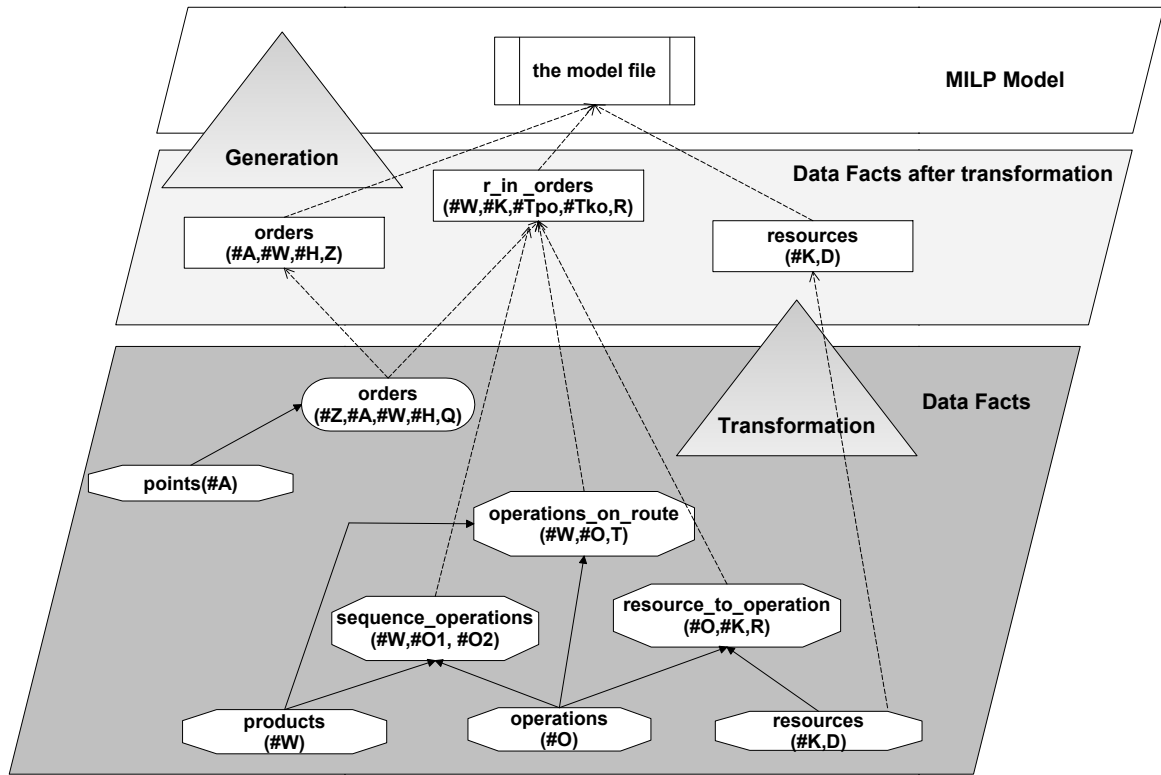 the model file
MILP Model
Generation
Data Facts after transformation
r_in _orders
(#W,#K,#Tpo,#Tko,R)
orders
(#A,#W,#H,Z)
resources
(#K,D)
orders
(#Z,#A,#W,#H,Q)
Data Facts
Transformation
points(#A)
operations_on_route
(#W,#O,T)
sequence_operations
(#W,#O1, #O2)
resource_to_operation
(#O,#K,R)
products
(#W)
operations
(#O)
resources
(#K,D)